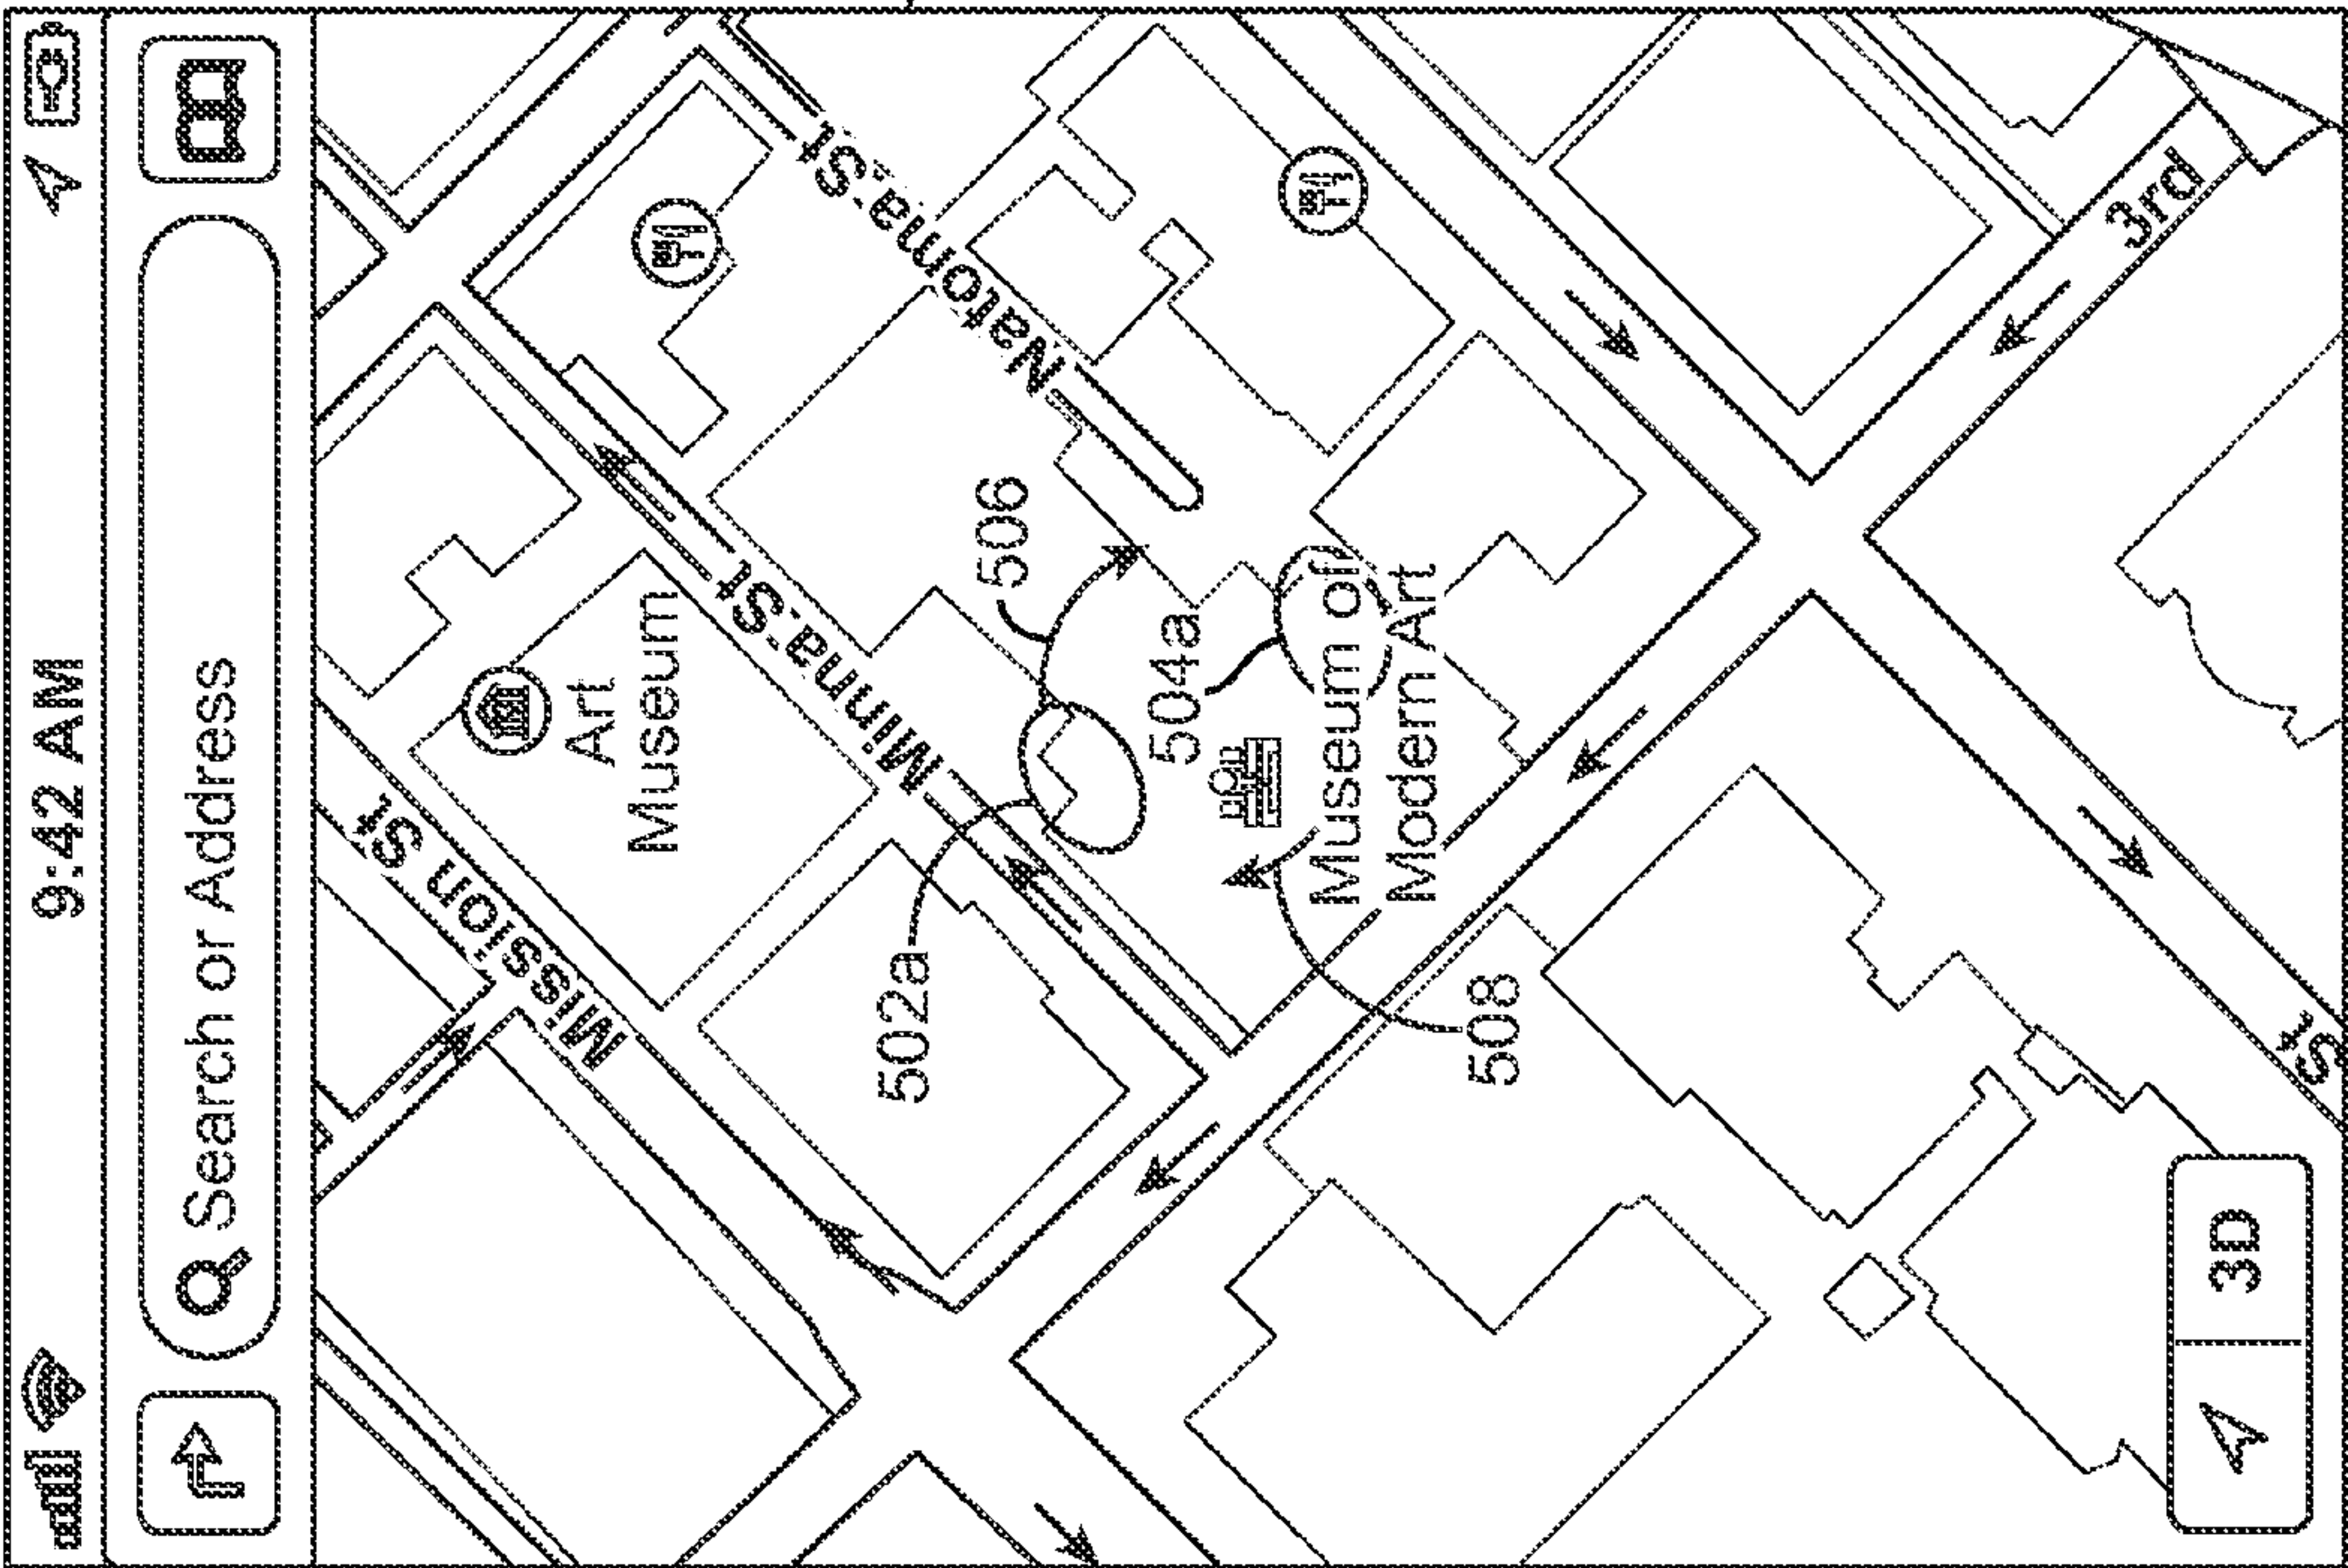 9:42 AM
Search or Address
Mission St
Art
Museum
Minna St
Natoma St
502a
506
504a
Museum of
Modern Art
508
3rd
St
3D